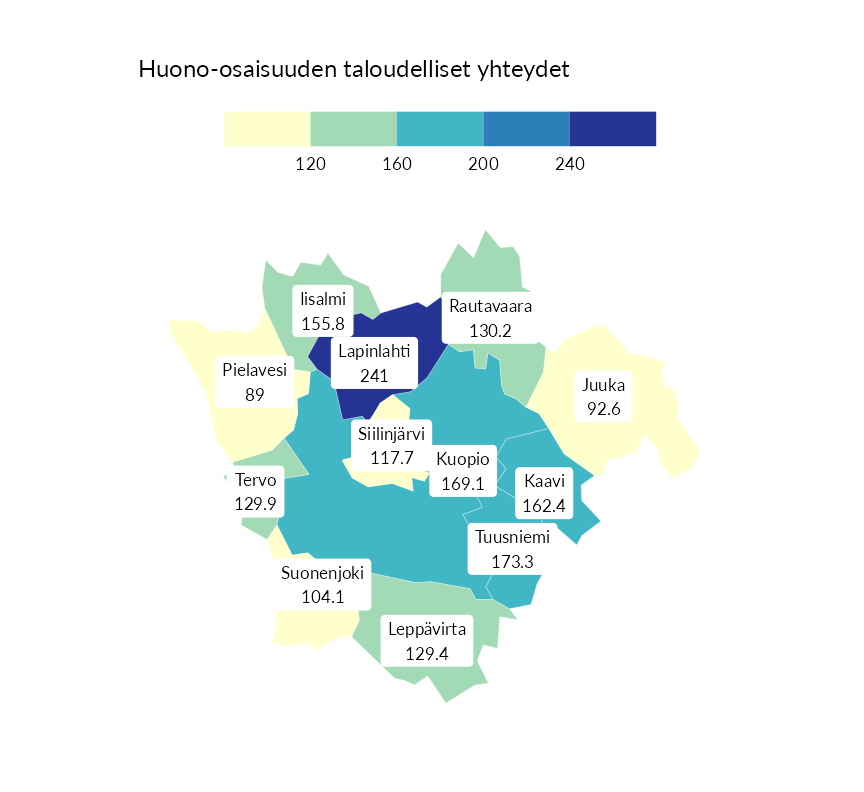 Huono-osaisuuden taloudelliset yhteydet
120 160 200 240
Iisalmi
155.8
Rautavaara
130.2
Lapinlahti
241
Pielavesi
89
Juuka
92.6
Siilinjärvi
117.7
Kuopio
169.1
Kaavi
162.4
Tervo
129.9
Tuusniemi
173.3
Suonenjoki
104.1
Leppävirta
129.4